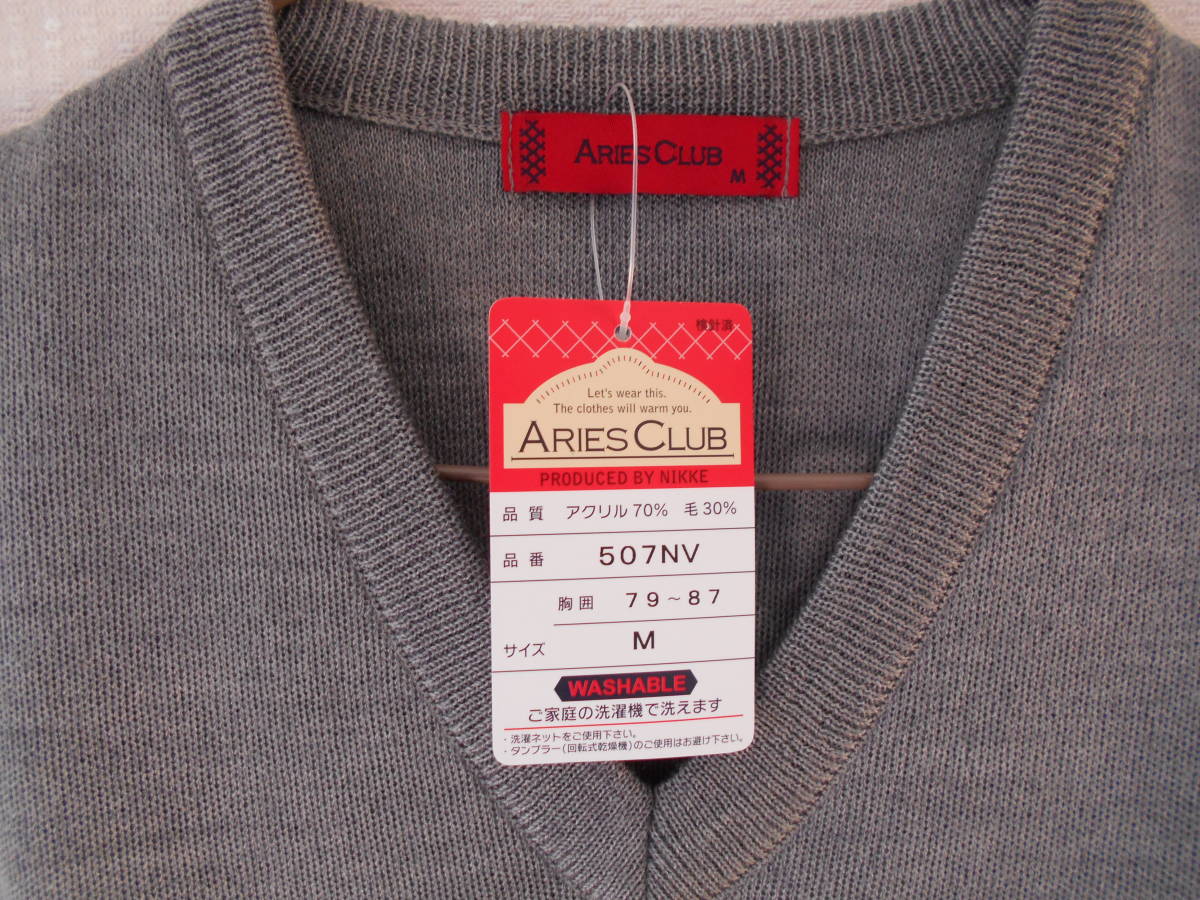 ARIES CLUB
M
検針済
Let's wear this.
The clothes will warm you.
ARIES CLUB
PRODUCED BY NIKKE
品質 アクリル70% 毛30%
品番 507NV
胸囲 79~87
サイズ M
WASHABLE
ご家庭の洗濯機で洗えます
・洗濯ネットをご使用下さい。
・タンブラー(回転式乾燥機)のご使用はお避け下さい。